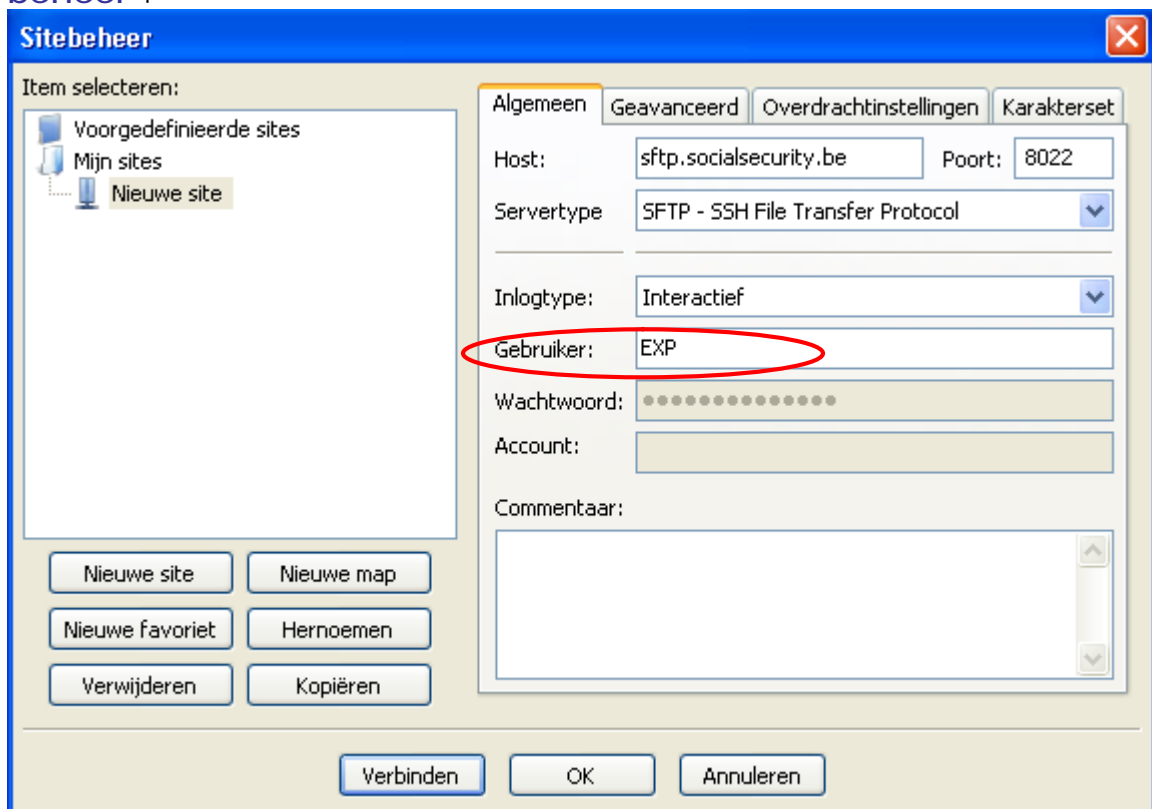 beheer
Sitebeheer
Item selecteren:
Voorgedefinieerde sites
Mijn sites
Nieuwe site
Nieuwe site Nieuwe map
Nieuwe favoriet Hernoemen
Verwijderen Kopiëren
Algemeen Geavanceerd Overdrachtinstellingen Karakterset
Host: sftp.socialsecurity.be Poort: 8022
Servertype SFTP - SSH File Transfer Protocol
Inlogtype: Interactief
Gebruiker: EXP
Wachtwoord: ●●●●●●●●●●●●●●
Account:
Commentaar:
Verbinden OK Annuleren